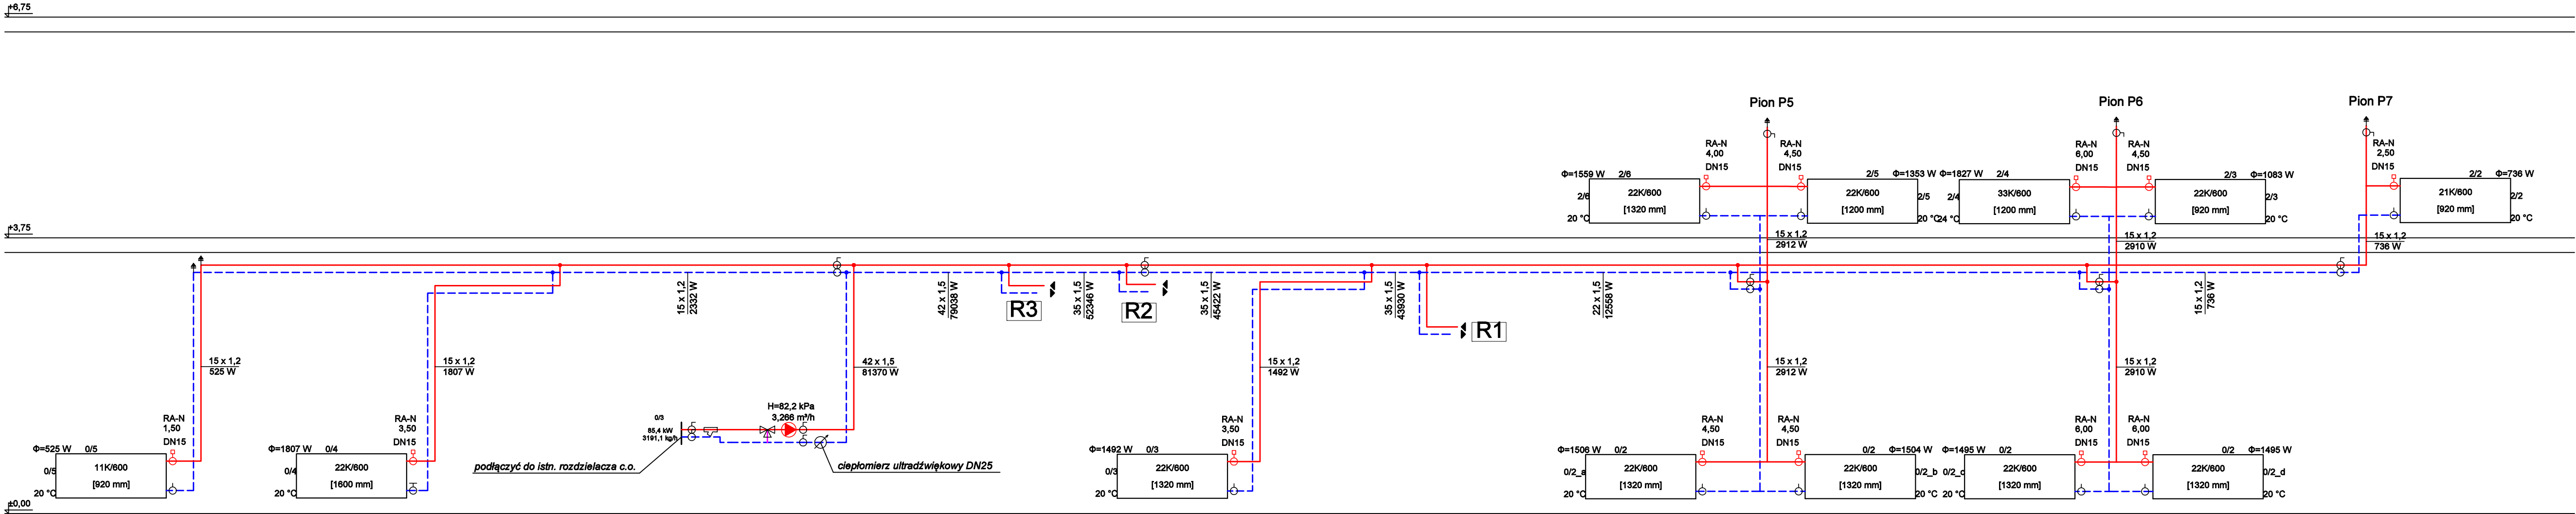 +6,75
Pion P5
Pion P6
Pion P7
RA-N
4,00
DN15
RA-N
4,50
DN15
RA-N
6,00
DN15
RA-N
4,50
DN15
RA-N
2,50
DN15
Φ=1559 W 2/6
22K/600
[1320 mm]
2/6
20 °C
2/5 Φ=1353 W
22K/600
[1200 mm]
2/5
20 °C
Φ=1827 W 2/4
33K/600
[1200 mm]
2/4
24 °C
2/3 Φ=1083 W
22K/600
[920 mm]
2/3
20 °C
2/2 Φ=736 W
21K/600
[920 mm]
2/2
20 °C
+3,75
15 x 1,2
2912 W
15 x 1,2
2910 W
15 x 1,2
736 W
15 x 1,2
2332 W
42 x 1,5
79038 W
R3
35 x 1,5
52346 W
R2
35 x 1,5
45422 W
35 x 1,5
43930 W
R1
22 x 1,5
12558 W
15 x 1,2
736 W
15 x 1,2
525 W
15 x 1,2
1807 W
42 x 1,5
81370 W
15 x 1,2
1492 W
15 x 1,2
2912 W
15 x 1,2
2910 W
RA-N
1,50
DN15
Φ=525 W 0/5
11K/600
[920 mm]
0/5
20 °C
RA-N
3,50
DN15
Φ=1807 W 0/4
22K/600
[1600 mm]
0/4
20 °C
H=82,2 kPa
3,266 m³/h
0/3
85,4 kW
3191,1 kg/h
podłączyć do istn. rozdzielacza c.o.
ciepłomierz ultradźwiękowy DN25
RA-N
3,50
DN15
Φ=1492 W 0/3
22K/600
[1320 mm]
0/3
20 °C
RA-N
4,50
DN15
RA-N
4,50
DN15
Φ=1506 W 0/2
22K/600
[1320 mm]
0/2_a
20 °C
0/2 Φ=1504 W
22K/600
[1320 mm]
0/2_b
20 °C
RA-N
6,00
DN15
RA-N
6,00
DN15
Φ=1495 W 0/2
22K/600
[1320 mm]
0/2_c
20 °C
0/2 Φ=1495 W
22K/600
[1320 mm]
0/2_d
20 °C
±0,00